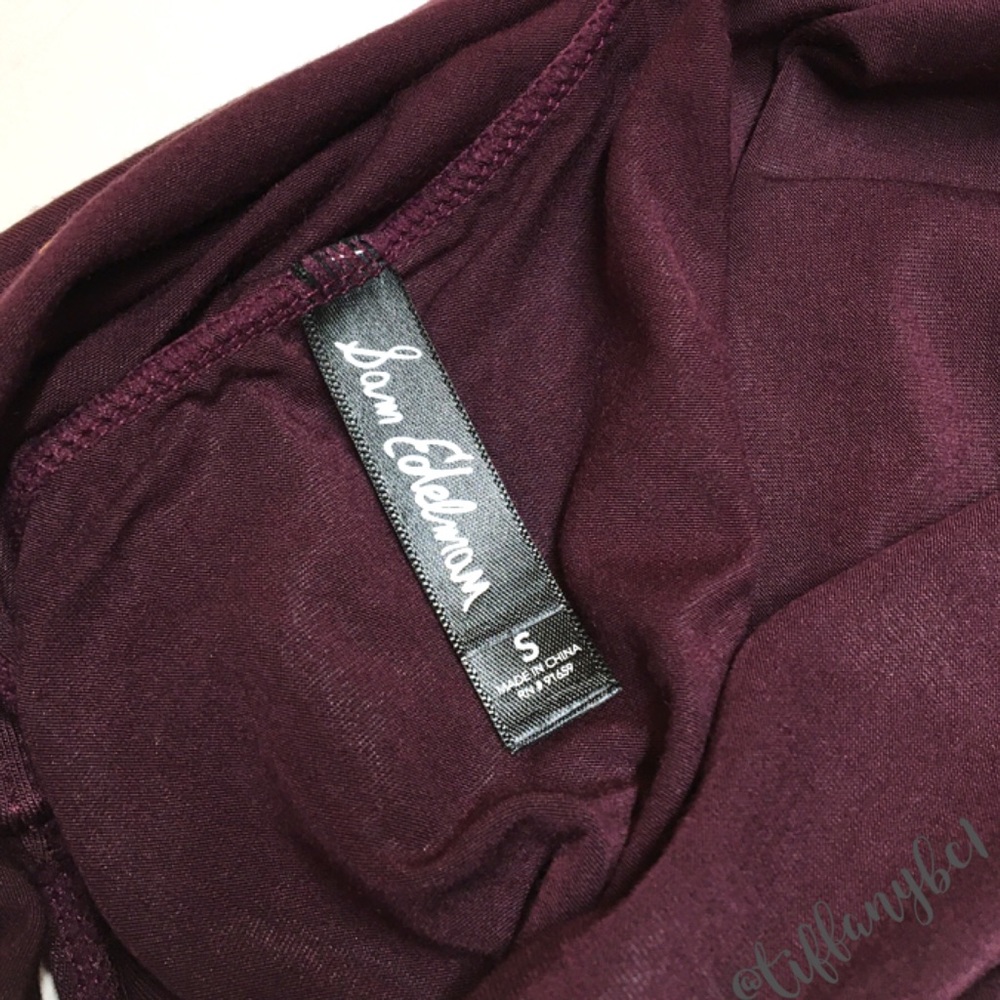 Sam Edelman
S
MADE IN CHINA
RN # 91659
@tiffanybc1